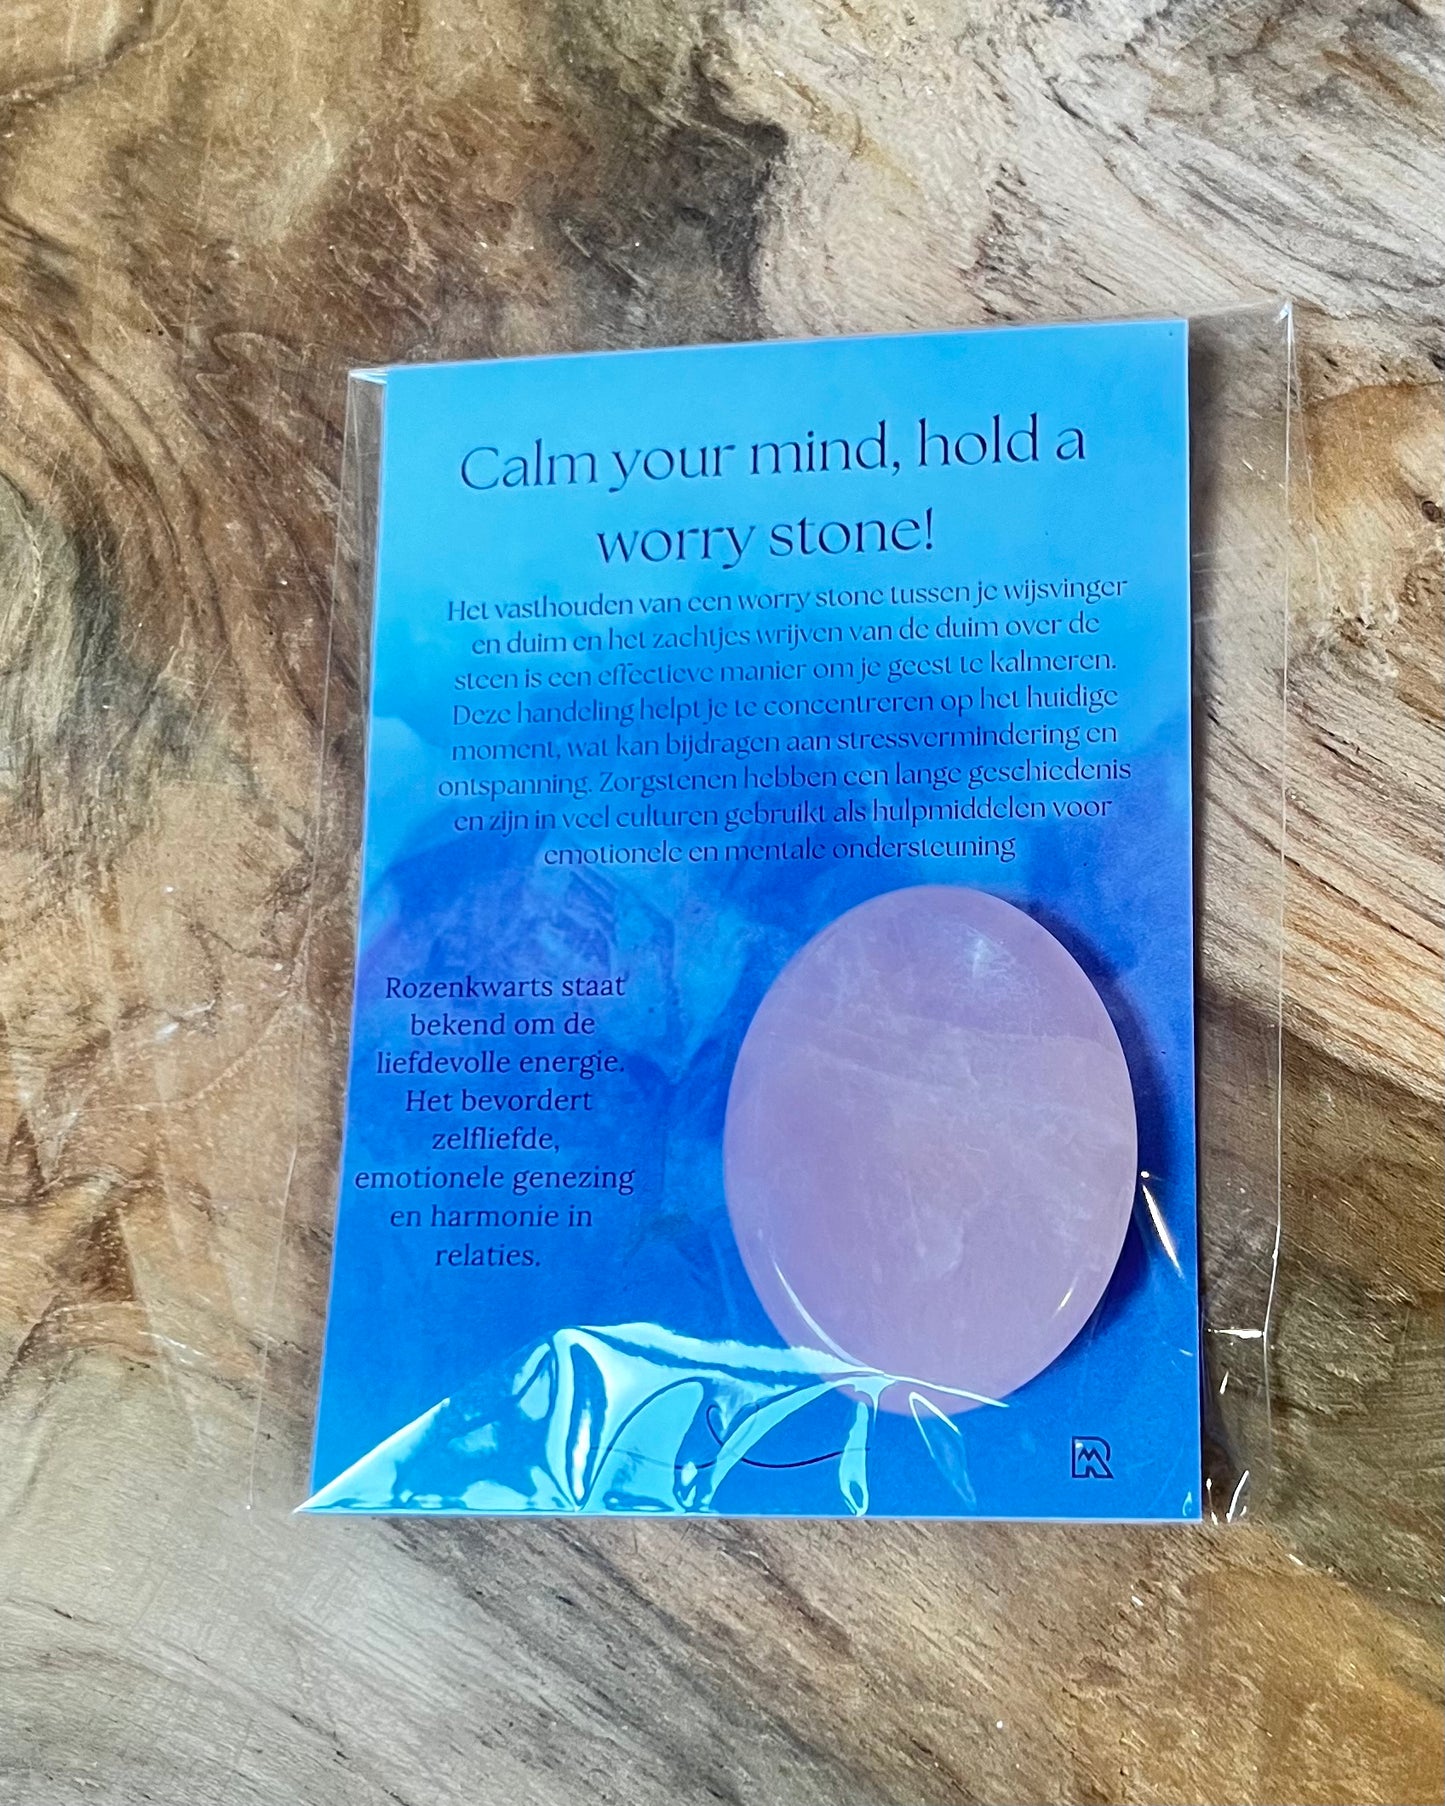 Calm your mind, hold a
worry stone!
Het vasthouden van een worry stone tussen je wijsvinger
en duim en het zachtjes wrijven van de duim over de
steen is een effectieve manier om je geest te kalmeren.
Deze handeling helpt je te concentreren op het huidige
moment, wat kan bijdragen aan stressvermindering en
ontspanning. Zorgstenen hebben een lange geschiedenis
en zijn in veel culturen gebruikt als hulpmiddelen voor
emotionele en mentale ondersteuning
Rozenkwarts staat
bekend om de
liefdevolle energie.
Het bevordert
zelfliefde,
emotionele genezing
en harmonie in
relaties.